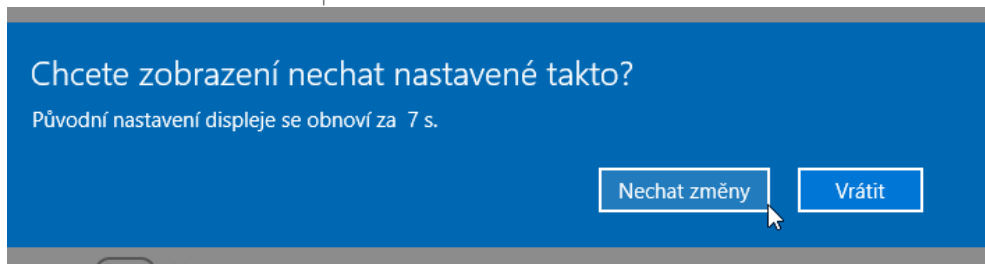 Chcete zobrazení nechat nastavené takto?
Původní nastavení displeje se obnoví za 7 s.
Nechat změny
Vrátit